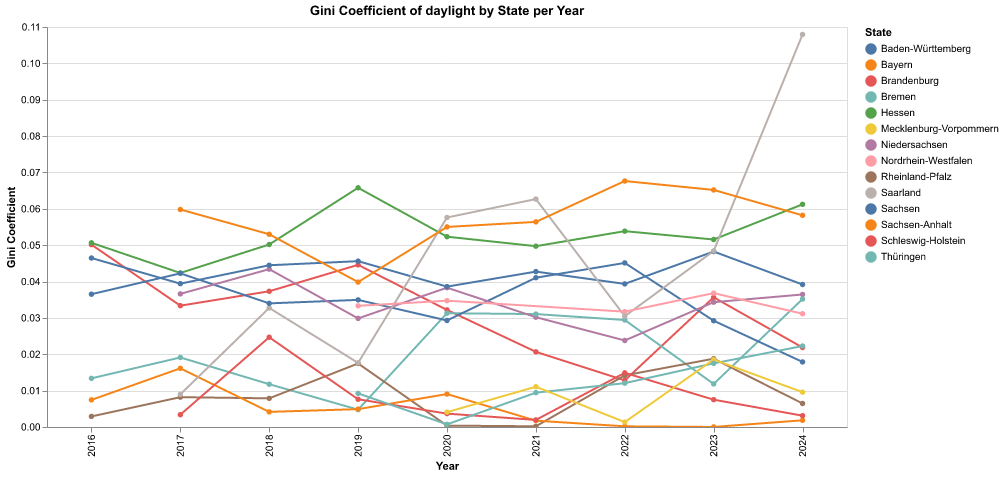 Gini Coefficient of daylight by State per Year
0.11
0.10
0.09
0.08
0.07
0.06
0.05
0.04
0.03
0.02
0.01
0.00
Gini Coefficient
2016
2017
2018
2019
2020
2021
2022
2023
2024
Year
State
Baden-Württemberg
Bayern
Brandenburg
Bremen
Hessen
Mecklenburg-Vorpommern
Niedersachsen
Nordrhein-Westfalen
Rheinland-Pfalz
Saarland
Sachsen
Sachsen-Anhalt
Schleswig-Holstein
Thüringen